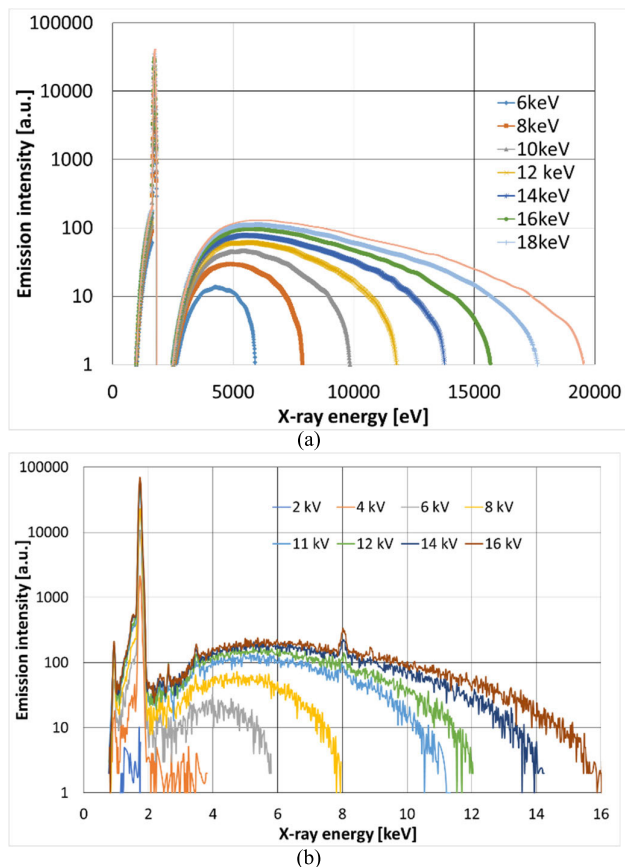 100000
10000
1000
100
10
1
Emission intensity [a.u.]
6keV
8keV
10keV
12 keV
14keV
16keV
18keV
0 5000 10000 15000 20000
X-ray energy [eV]
(a)
100000
10000
1000
100
10
1
Emission intensity [a.u.]
2 kV 4 kV 6 kV 8 kV
11 kV 12 kV 14 kV 16 kV
0 2 4 6 8 10 12 14 16
X-ray energy [keV]
(b)